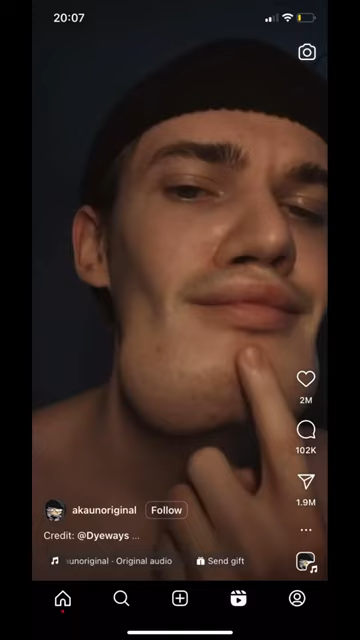 20:07
2M
102K
1.9M
akaunoriginal Follow
Credit: @Dyeways ...
unoriginal · Original audio Send gift